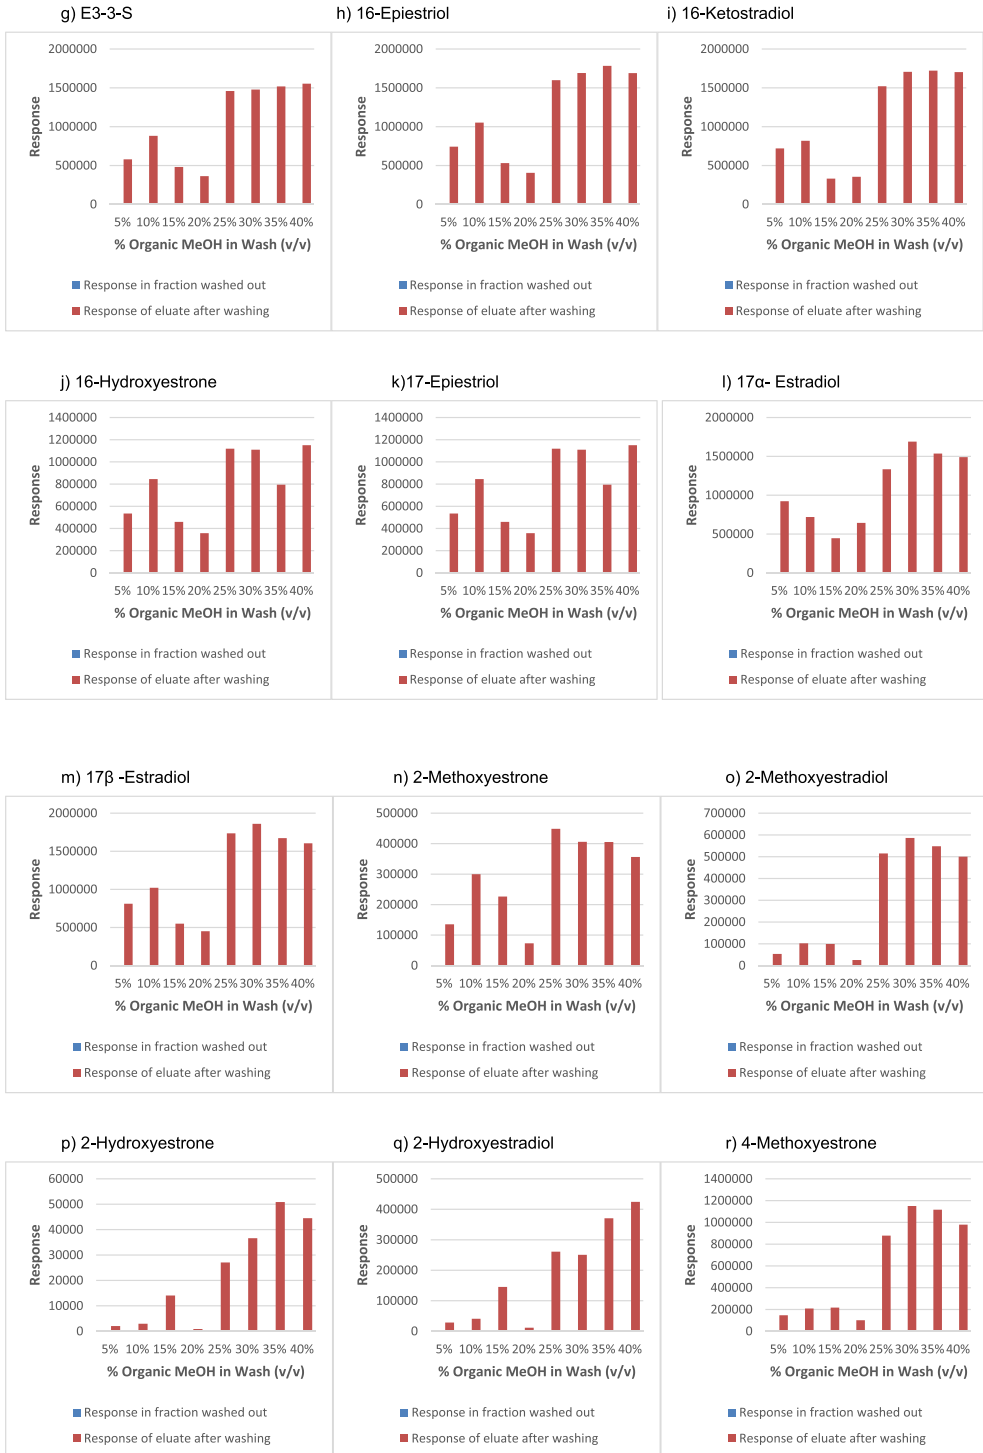 g) E3-3-S
2000000
1500000
1000000
500000
0
Response
5% 10% 15% 20% 25% 30% 35% 40%
% Organic MeOH in Wash (v/v)
Response in fraction washed out
Response of eluate after washing
h) 16-Epiestriol
2000000
1500000
1000000
500000
0
Response
5% 10% 15% 20% 25% 30% 35% 40%
% Organic MeOH in Wash (v/v)
Response in fraction washed out
Response of eluate after washing
i) 16-Ketostradiol
2000000
1500000
1000000
500000
0
Response
5% 10% 15% 20% 25% 30% 35% 40%
% Organic MeOH in Wash (v/v)
Response in fraction washed out
Response of eluate after washing
j) 16-Hydroxyestrone
1400000
1200000
1000000
800000
600000
400000
200000
0
Response
5% 10% 15% 20% 25% 30% 35% 40%
% Organic MeOH in Wash (v/v)
Response in fraction washed out
Response of eluate after washing
k)17-Epiestriol
1400000
1200000
1000000
800000
600000
400000
200000
0
Response
5% 10% 15% 20% 25% 30% 35% 40%
% Organic MeOH in Wash (v/v)
Response in fraction washed out
Response of eluate after washing
l) 17α- Estradiol
2000000
1500000
1000000
500000
0
Response
5% 10% 15% 20% 25% 30% 35% 40%
% Organic MeOH in Wash (v/v)
Response in fraction washed out
Response of eluate after washing
m) 17β -Estradiol
2000000
1500000
1000000
500000
0
Response
5% 10% 15% 20% 25% 30% 35% 40%
% Organic MeOH in Wash (v/v)
Response in fraction washed out
Response of eluate after washing
n) 2-Methoxyestrone
500000
400000
300000
200000
100000
0
Response
5% 10% 15% 20% 25% 30% 35% 40%
% Organic MeOH in Wash (v/v)
Response in fraction washed out
Response of eluate after washing
o) 2-Methoxyestradiol
700000
600000
500000
400000
300000
200000
100000
0
Response
5% 10% 15% 20% 25% 30% 35% 40%
% Organic MeOH in Wash (v/v)
Response in fraction washed out
Response of eluate after washing
p) 2-Hydroxyestrone
60000
50000
40000
30000
20000
10000
0
Response
5% 10% 15% 20% 25% 30% 35% 40%
% Organic MeOH in Wash (v/v)
Response in fraction washed out
Response of eluate after washing
q) 2-Hydroxyestradiol
500000
400000
300000
200000
100000
0
Response
5% 10% 15% 20% 25% 30% 35% 40%
% Organic MeOH in Wash (v/v)
Response in fraction washed out
Response of eluate after washing
r) 4-Methoxyestrone
1400000
1200000
1000000
800000
600000
400000
200000
0
Response
5% 10% 15% 20% 25% 30% 35% 40%
% Organic MeOH in Wash (v/v)
Response in fraction washed out
Response of eluate after washing